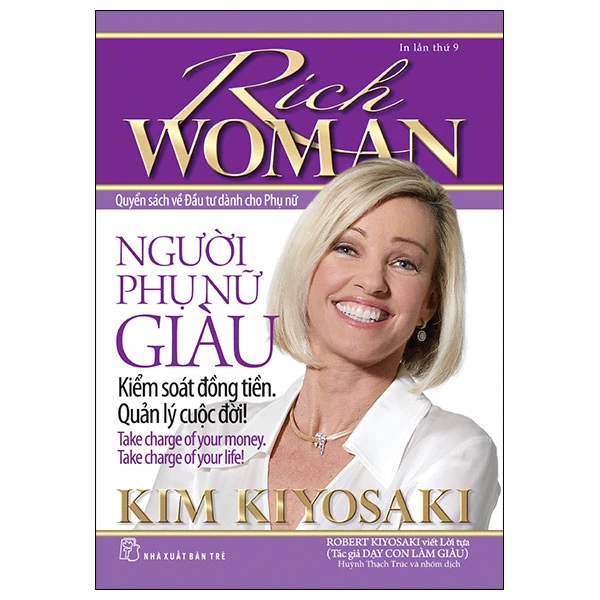 In lần thứ 9
Rich
WOMAN
Quyển sách về Đầu tư dành cho Phụ nữ
NGƯỜI
PHỤ NỮ
GIÀU
Kiểm soát đồng tiền.
Quản lý cuộc đời!
Take charge of your money.
Take charge of your life!
KIM KIYOSAKI
NHÀ XUẤT BẢN TRẺ
ROBERT KIYOSAKI viết Lời tựa
(Tác giả DẠY CON LÀM GIÀU)
Huỳnh Thạch Trúc và nhóm dịch